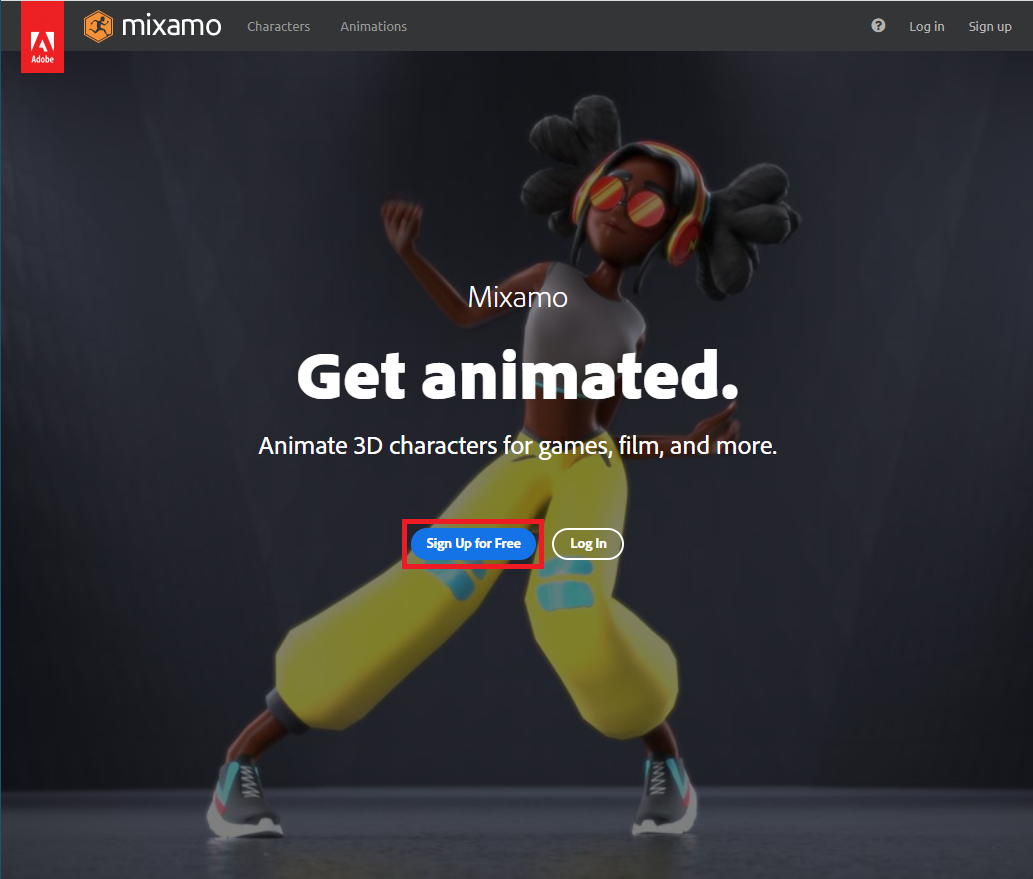 Adobe
mixamo Characters Animations ? Log in Sign up
Mixamo
Get animated.
Animate 3D characters for games, film, and more.
Sign Up for Free Log In